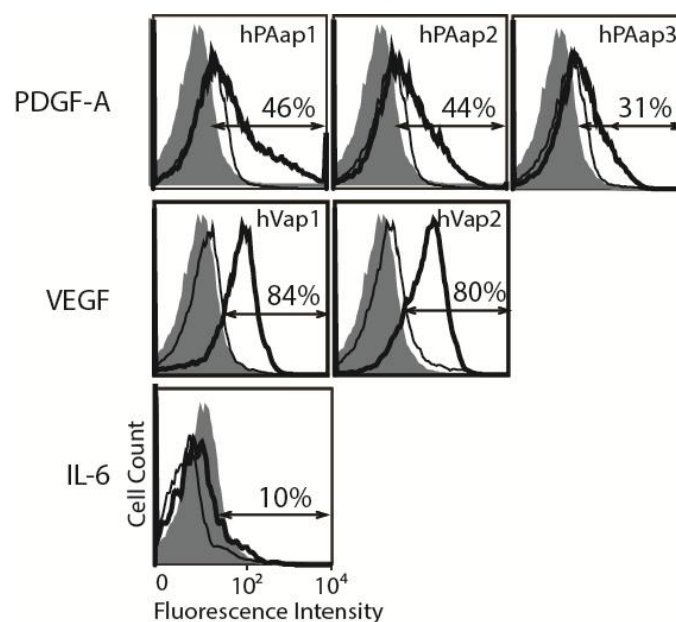 hPAap1 hPAap2 hPAap3
PDGF-A 46% 44% 31%
hVap1 hVap2
VEGF 84% 80%
IL-6 10%
Cell Count
0 10² 10⁴
Fluorescence Intensity